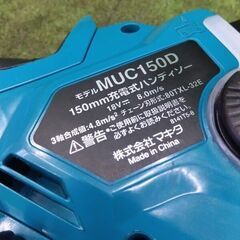 モデル MUC150D
150mm充電式ハンディソー
18V ⎓ 8.0m/s
3軸合成値:4.6m/s² チェーン刃形式:80TXL-32E
⚠警告 ご使用前に取扱説明書を
必ずよくお読みください。
株式会社 マキタ
Made in China